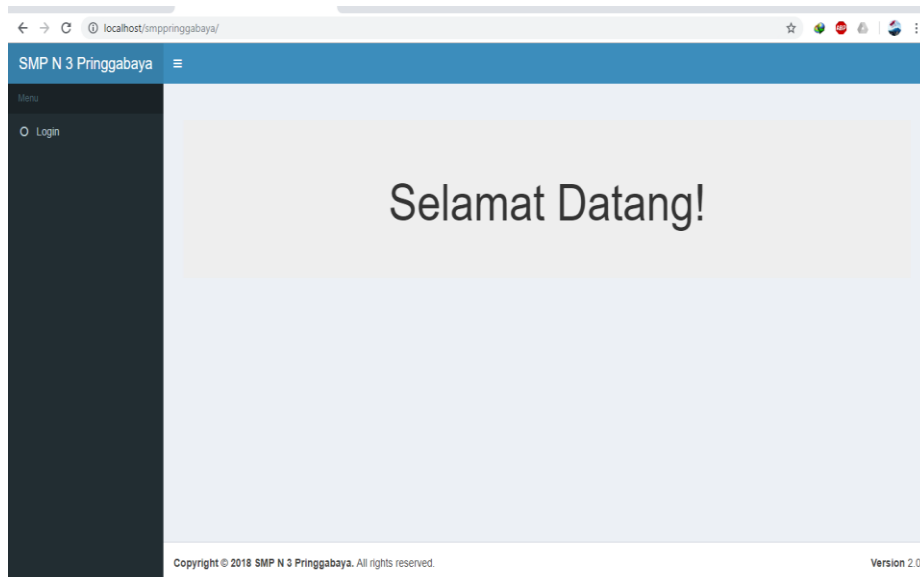 localhost/smppringgabaya/
SMP N 3 Pringgabaya
Menu
Login
Selamat Datang!
Copyright © 2018 SMP N 3 Pringgabaya. All rights reserved.
Version 2.0